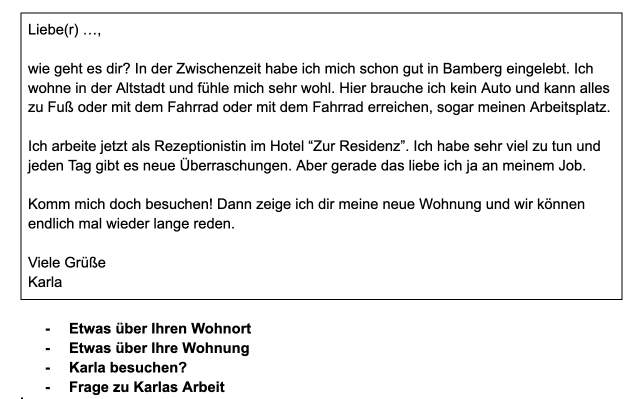 Liebe(r) …,
wie geht es dir? In der Zwischenzeit habe ich mich schon gut in Bamberg eingelebt. Ich
wohne in der Altstadt und fühle mich sehr wohl. Hier brauche ich kein Auto und kann alles
zu Fuß oder mit dem Fahrrad oder mit dem Fahrrad erreichen, sogar meinen Arbeitsplatz.
Ich arbeite jetzt als Rezeptionistin im Hotel “Zur Residenz”. Ich habe sehr viel zu tun und
jeden Tag gibt es neue Überraschungen. Aber gerade das liebe ich ja an meinem Job.
Komm mich doch besuchen! Dann zeige ich dir meine neue Wohnung und wir können
endlich mal wieder lange reden.
Viele Grüße
Karla
- Etwas über Ihren Wohnort
- Etwas über Ihre Wohnung
- Karla besuchen?
- Frage zu Karlas Arbeit